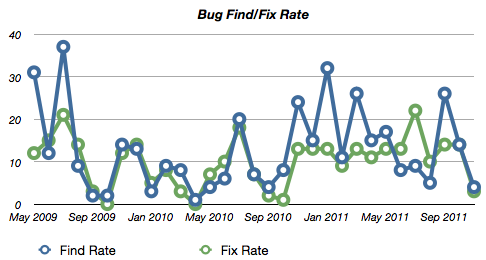 Bug Find/Fix Rate
40
30
20
10
0
May 2009 Sep 2009 Jan 2010 May 2010 Sep 2010 Jan 2011 May 2011 Sep 2011
Find Rate Fix Rate